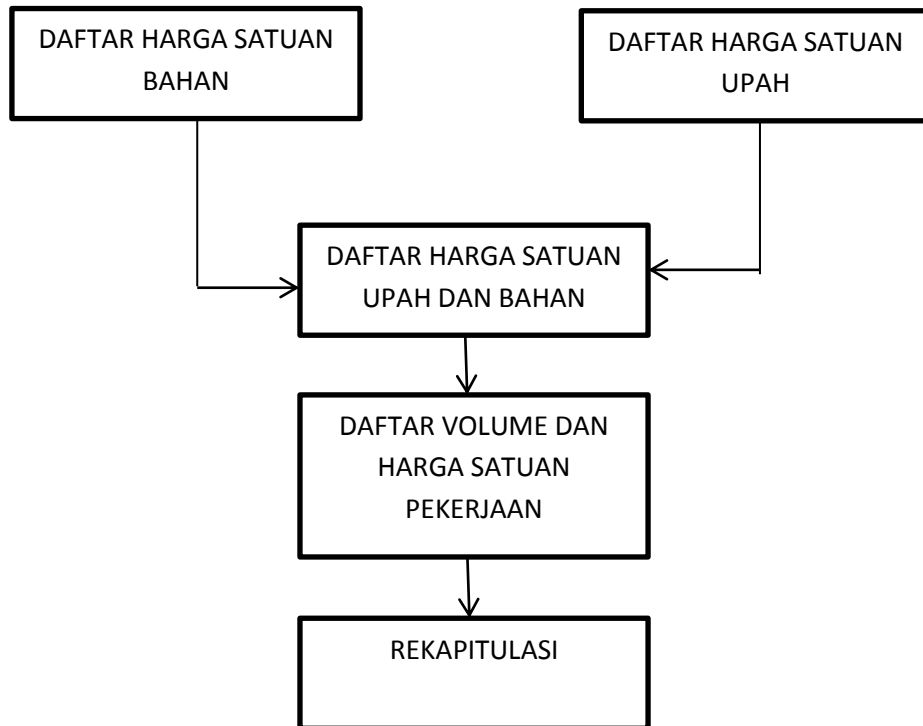 DAFTAR HARGA SATUAN
BAHAN
DAFTAR HARGA SATUAN
UPAH
DAFTAR HARGA SATUAN
UPAH DAN BAHAN
DAFTAR VOLUME DAN
HARGA SATUAN
PEKERJAAN
REKAPITULASI